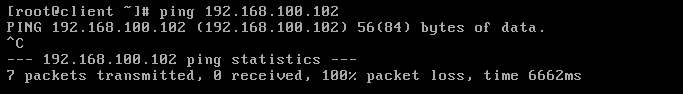 [root@client ~]# ping 192.168.100.102
PING 192.168.100.102 (192.168.100.102) 56(84) bytes of data.
^C
--- 192.168.100.102 ping statistics ---
7 packets transmitted, 0 received, 100% packet loss, time 6662ms